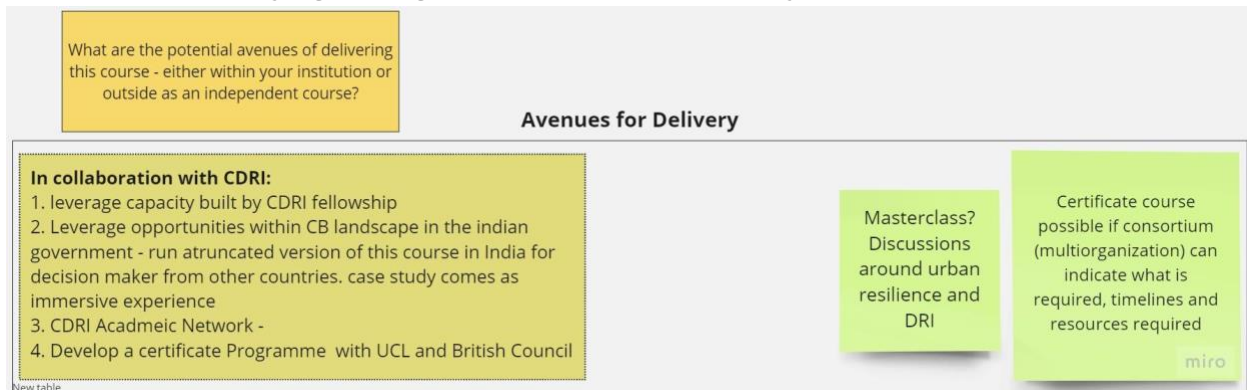 What are the potential avenues of delivering
this course - either within your institution or
outside as an independent course?
Avenues for Delivery
In collaboration with CDRI:
1. leverage capacity built by CDRI fellowship
2. Leverage opportunities within CB landscape in the indian
government - run atruncated version of this course in India for
decision maker from other countries. case study comes as
immersive experience
3. CDRI Acadmeic Network -
4. Develop a certificate Programme with UCL and British Council
Masterclass?
Discussions
around urban
resilience and
DRI
Certificate course
possible if consortium
(multiorganization) can
indicate what is
required, timelines and
resources required
miro
New table